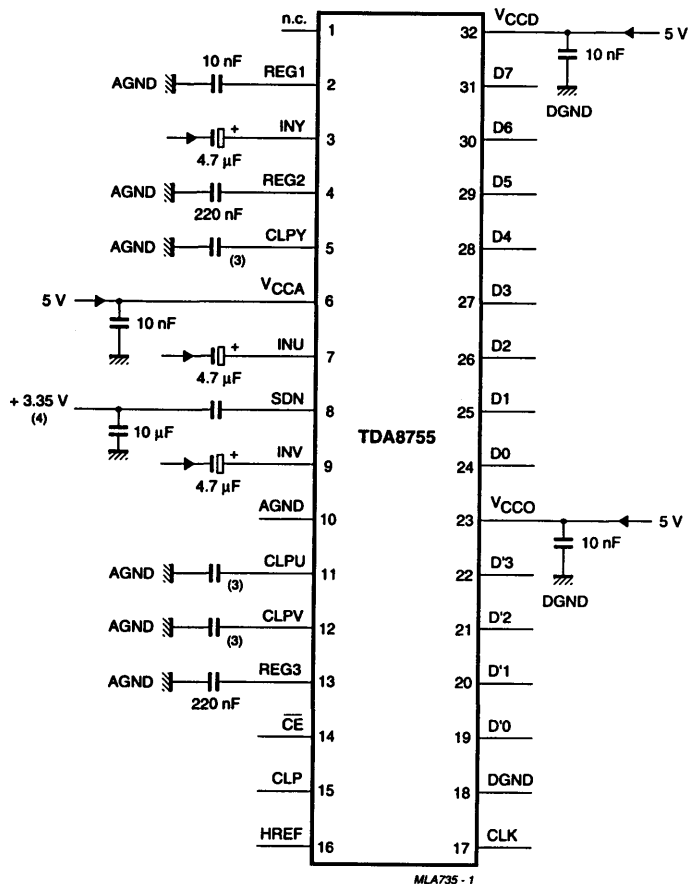 n.c. 1
AGND 10 nF REG1 2
INY 3
+ 4.7 µF
AGND 220 nF REG2 4
AGND (3) CLPY 5
5 V VCCA 6
10 nF
INU 7
+ 4.7 µF
+ 3.35 V (4) SDN 8
10 µF
INV 9
+ 4.7 µF
AGND 10
AGND (3) CLPU 11
AGND (3) CLPV 12
AGND 220 nF REG3 13
CE 14
CLP 15
HREF 16
TDA8755
32 VCCD 5 V
10 nF
DGND
31 D7
30 D6
29 D5
28 D4
27 D3
26 D2
25 D1
24 D0
23 VCCO 5 V
10 nF
DGND
22 D'3
21 D'2
20 D'1
19 D'0
18 DGND
17 CLK
MLA735 - 1